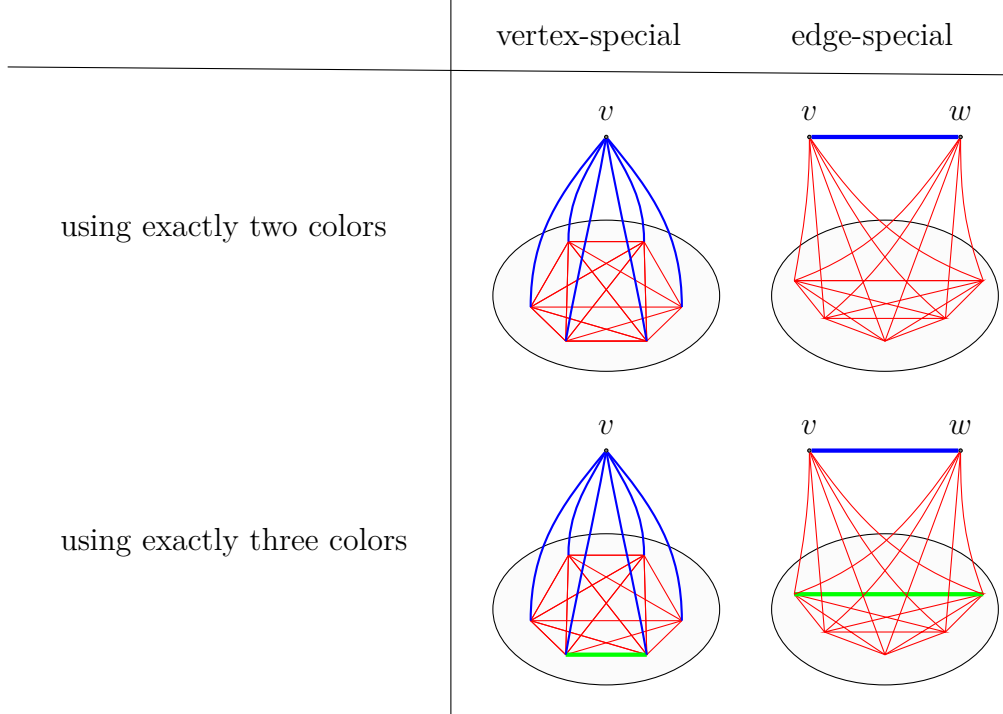 vertex-special edge-special
v v w
using exactly two colors
v v w
using exactly three colors